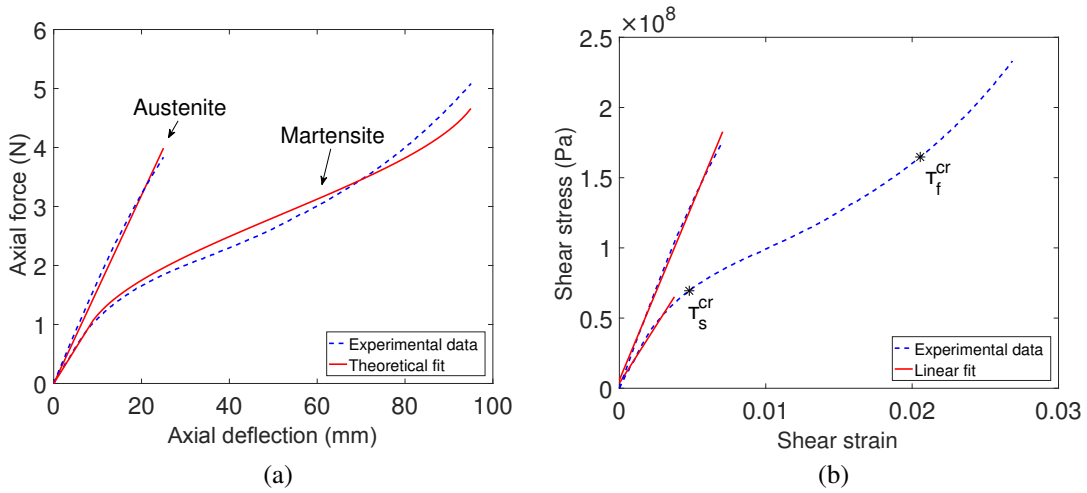 6
5
4
3
2
1
0
0 20 40 60 80 100
Axial force (N)
Axial deflection (mm)
Austenite
Martensite
Experimental data
Theoretical fit
(a)
×10^8
2.5
2
1.5
1
0.5
0
0 0.01 0.02 0.03
Shear stress (Pa)
Shear strain
τ_f^cr
τ_s^cr
Experimental data
Linear fit
(b)